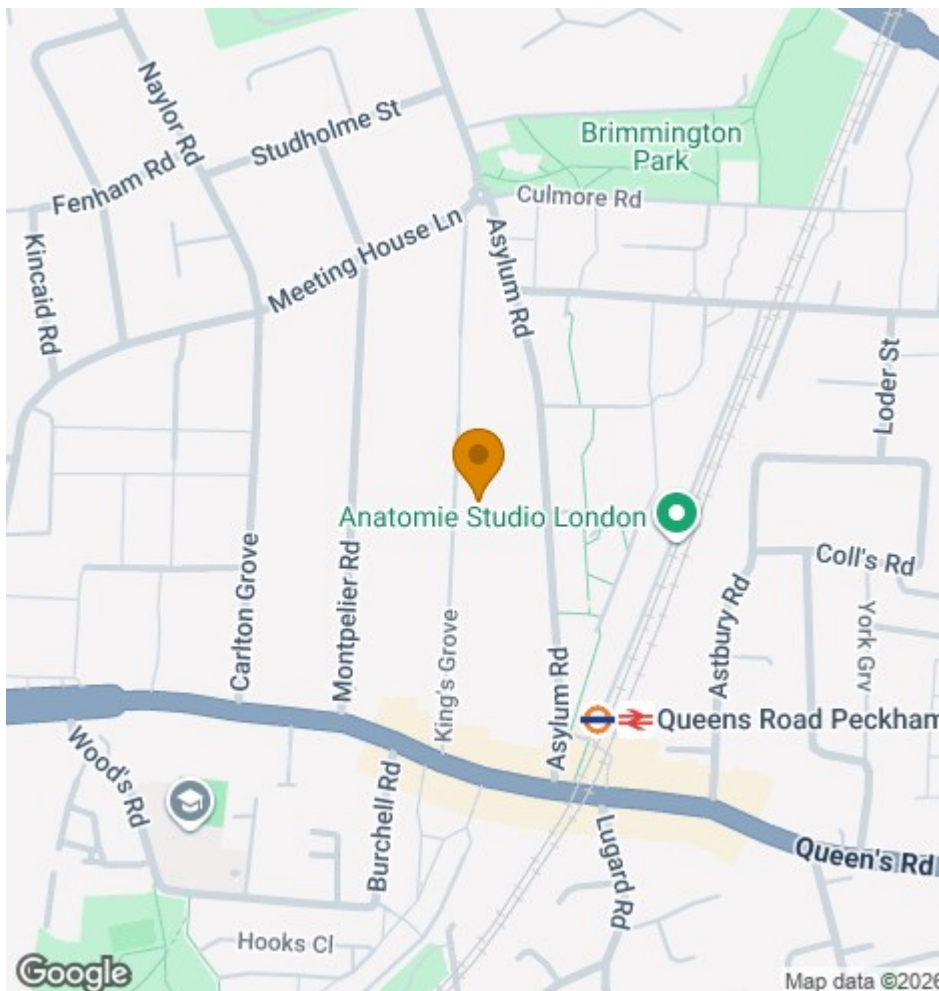 Naylor Rd
Studholme St
Fenham Rd
Brimmington
Park
Culmore Rd
Kincaid Rd
Meeting House Ln
Asylum Rd
Loder St
Anatomie Studio London
Coll's Rd
Carlton Grove
Montpelier Rd
King's Grove
Asylum Rd
Astbury Rd
York Grv
Queens Road Peckham
Wood's Rd
Burchell Rd
Lugard Rd
Queen's Rd
Hooks Cl
Google
Map data ©2026